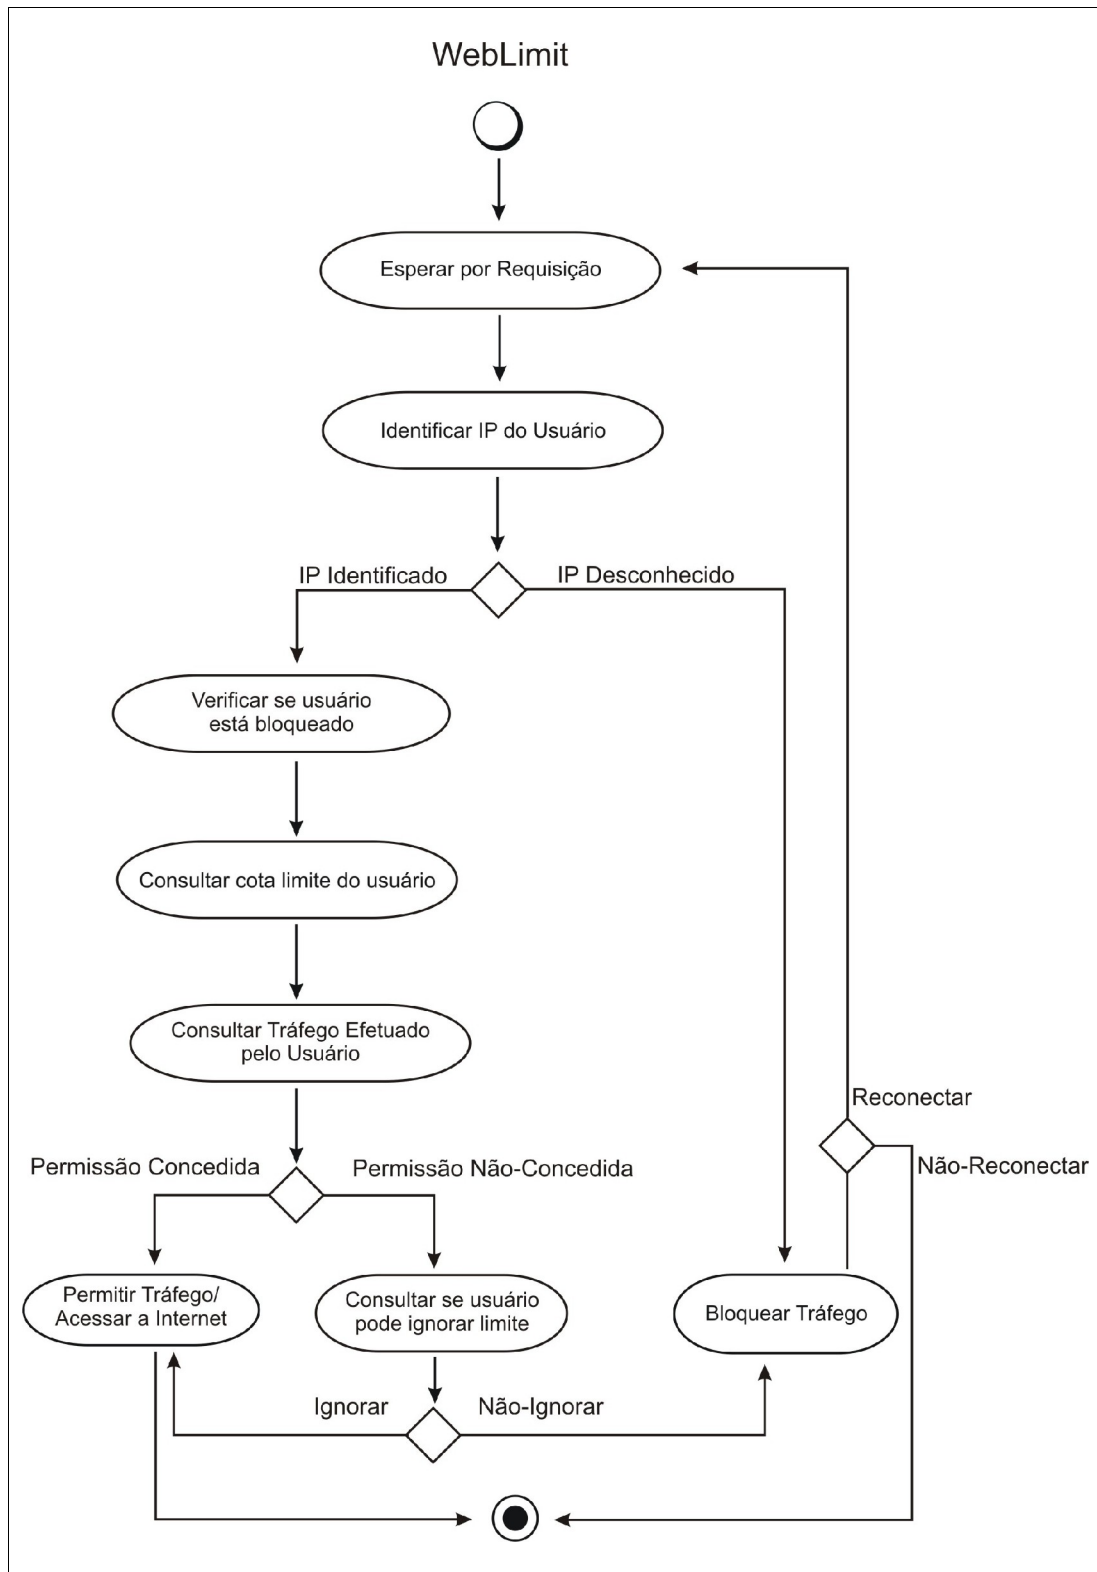 WebLimit
Esperar por Requisição
Identificar IP do Usuário
IP Identificado
IP Desconhecido
Verificar se usuário
está bloqueado
Consultar cota limite do usuário
Consultar Tráfego Efetuado
pelo Usuário
Reconectar
Não-Reconectar
Permissão Concedida
Permissão Não-Concedida
Permitir Tráfego/
Acessar a Internet
Consultar se usuário
pode ignorar limite
Bloquear Tráfego
Ignorar
Não-Ignorar